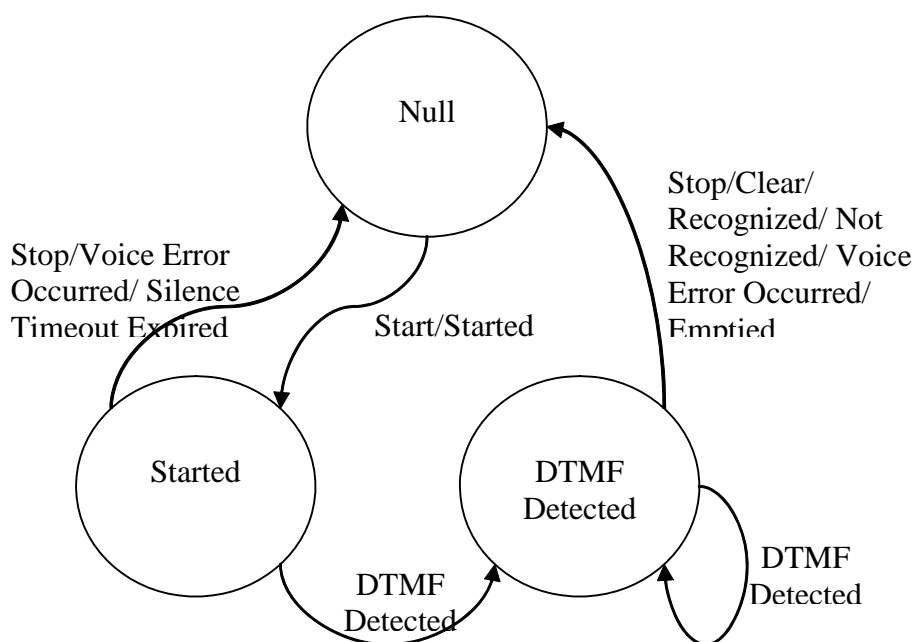 Null
Stop/Voice Error
Occurred/ Silence
Timeout Expired
Start/Started
Stop/Clear/
Recognized/ Not
Recognized/ Voice
Error Occurred/
Emptied
Started
DTMF
Detected
DTMF
Detected
DTMF
Detected